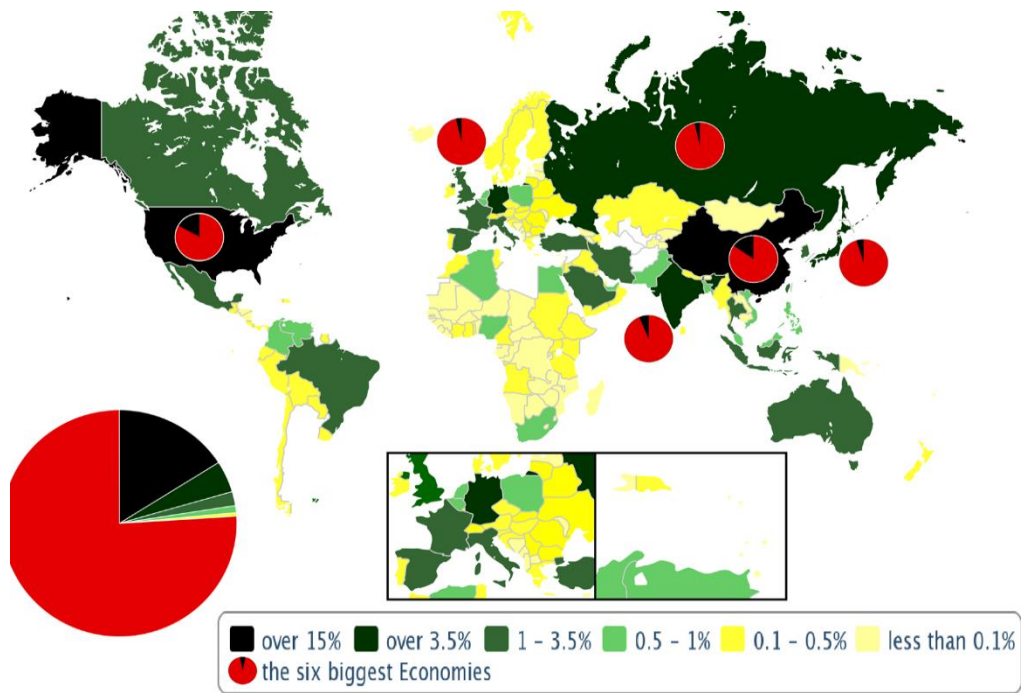 over 15% over 3.5% 1 – 3.5% 0.5 – 1% 0.1 – 0.5% less than 0.1%
the six biggest Economies